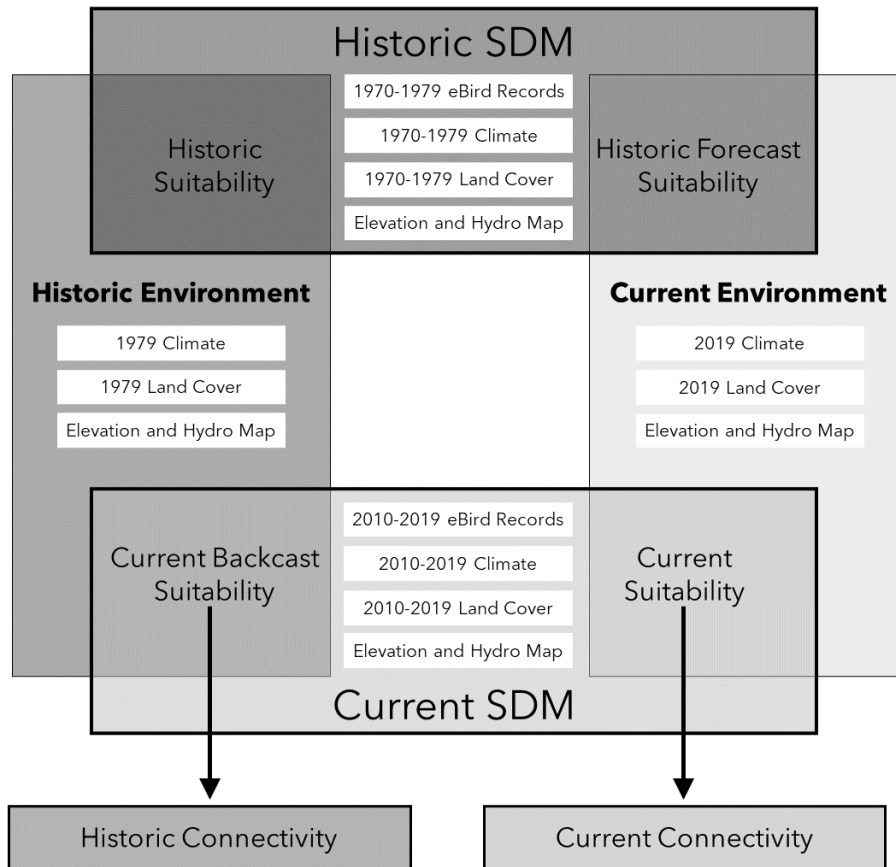 Historic SDM
1970-1979 eBird Records
1970-1979 Climate
1970-1979 Land Cover
Elevation and Hydro Map
Historic
Suitability
Historic Forecast
Suitability
Historic Environment
1979 Climate
1979 Land Cover
Elevation and Hydro Map
Current Environment
2019 Climate
2019 Land Cover
Elevation and Hydro Map
Current Backcast
Suitability
2010-2019 eBird Records
2010-2019 Climate
2010-2019 Land Cover
Elevation and Hydro Map
Current
Suitability
Current SDM
Historic Connectivity
Current Connectivity